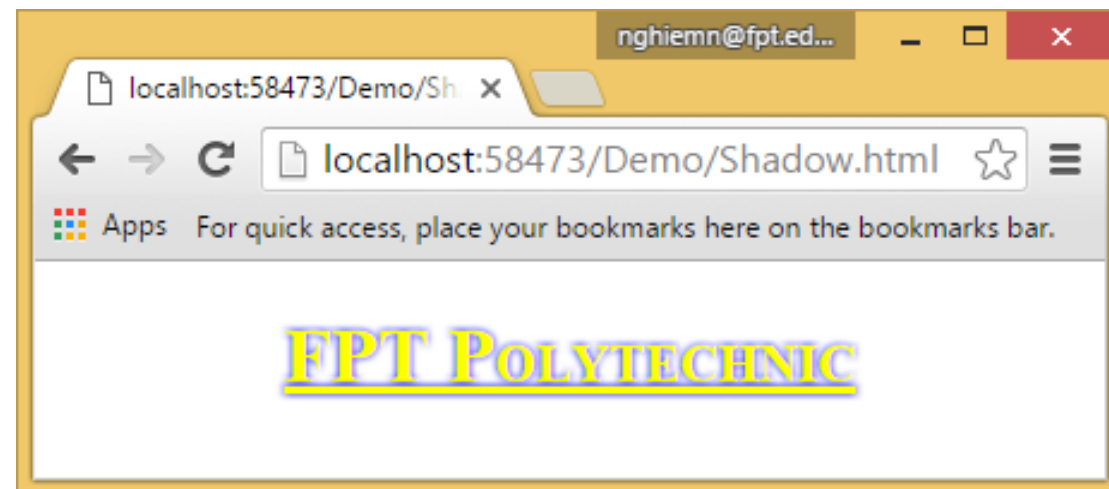 nghiemn@fpt.ed...
localhost:58473/Demo/Sh
localhost:58473/Demo/Shadow.html
Apps For quick access, place your bookmarks here on the bookmarks bar.
FPT POLYTECHNIC